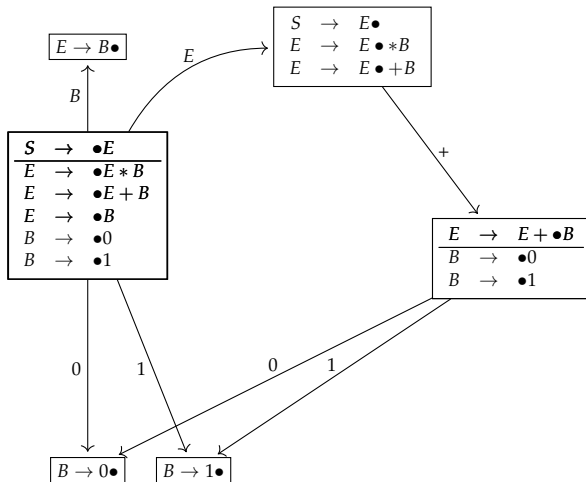 S → E•
E → E • ∗B
E → E • +B
E → B•
E
B
S → •E
E → •E ∗ B
E → •E + B
E → •B
B → •0
B → •1
+
E → E + •B
B → •0
B → •1
0
1
0
1
B → 0•
B → 1•